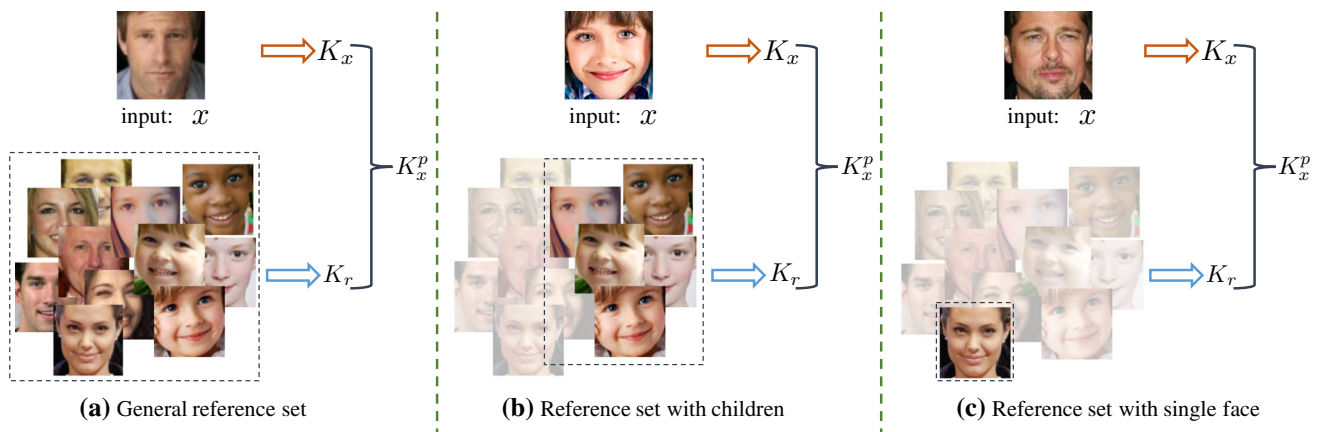 K_x
input: x
K_x^p
K_r
(a) General reference set
K_x
input: x
K_x^p
K_r
(b) Reference set with children
K_x
input: x
K_x^p
K_r
(c) Reference set with single face